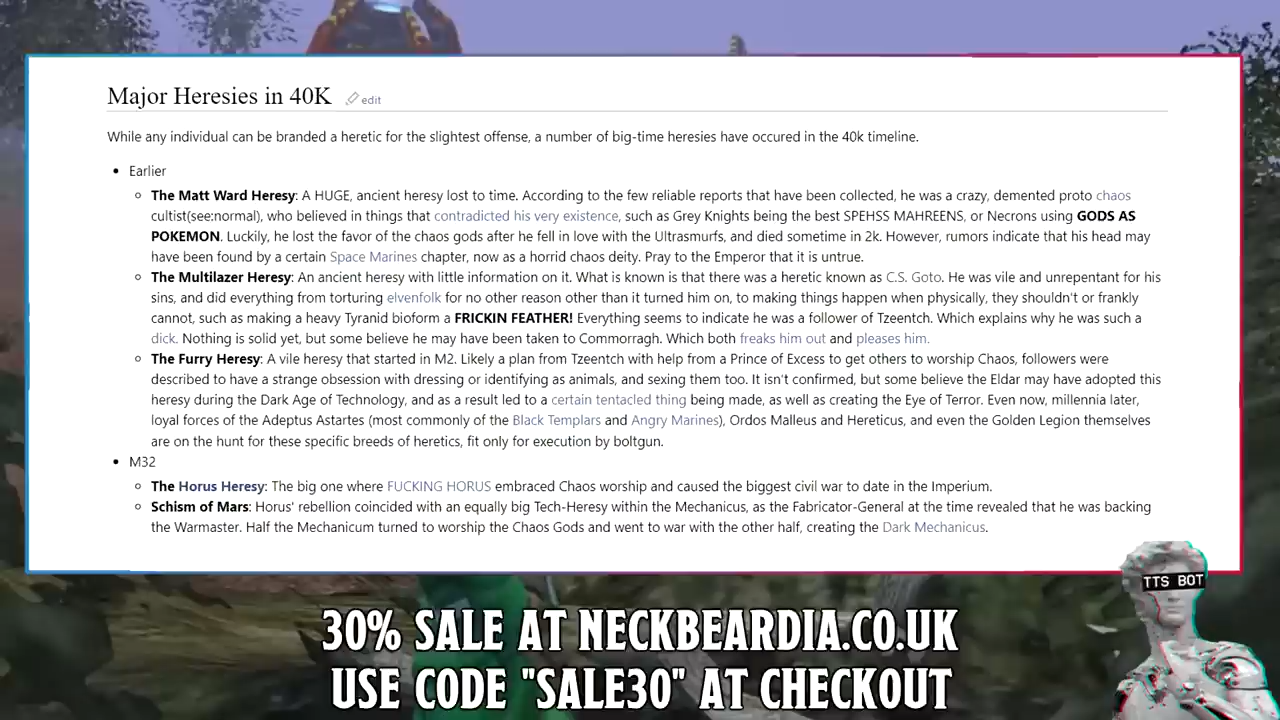 Major Heresies in 40K edit
While any individual can be branded a heretic for the slightest offense, a number of big-time heresies have occured in the 40k timeline.
• Earlier
The Matt Ward Heresy: A HUGE, ancient heresy lost to time. According to the few reliable reports that have been collected, he was a crazy, demented proto chaos
cultist(see:normal), who believed in things that contradicted his very existence, such as Grey Knights being the best SPEHSS MAHREENS, or Necrons using GODS AS
POKEMON. Luckily, he lost the favor of the chaos gods after he fell in love with the Ultrasmurfs, and died sometime in 2k. However, rumors indicate that his head may
have been found by a certain Space Marines chapter, now as a horrid chaos deity. Pray to the Emperor that it is untrue.
The Multilazer Heresy: An ancient heresy with little information on it. What is known is that there was a heretic known as C.S. Goto. He was vile and unrepentant for his
sins, and did everything from torturing elvenfolk for no other reason other than it turned him on, to making things happen when physically, they shouldn't or frankly
cannot, such as making a heavy Tyranid bioform a FRICKIN FEATHER! Everything seems to indicate he was a follower of Tzeentch. Which explains why he was such a
dick. Nothing is solid yet, but some believe he may have been taken to Commorragh. Which both freaks him out and pleases him.
The Furry Heresy: A vile heresy that started in M2. Likely a plan from Tzeentch with help from a Prince of Excess to get others to worship Chaos, followers were
described to have a strange obsession with dressing or identifying as animals, and sexing them too. It isn't confirmed, but some believe the Eldar may have adopted this
heresy during the Dark Age of Technology, and as a result led to a certain tentacled thing being made, as well as creating the Eye of Terror. Even now, millennia later,
loyal forces of the Adeptus Astartes (most commonly of the Black Templars and Angry Marines), Ordos Malleus and Hereticus, and even the Golden Legion themselves
are on the hunt for these specific breeds of heretics, fit only for execution by boltgun.
• M32
The Horus Heresy: The big one where FUCKING HORUS embraced Chaos worship and caused the biggest civil war to date in the Imperium.
Schism of Mars: Horus' rebellion coincided with an equally big Tech-Heresy within the Mechanicus, as the Fabricator-General at the time revealed that he was backing
the Warmaster. Half the Mechanicum turned to worship the Chaos Gods and went to war with the other half, creating the Dark Mechanicus.
TTS BOT
30% SALE AT NECKBEARDIA.CO.UK
USE CODE "SALE30" AT CHECKOUT